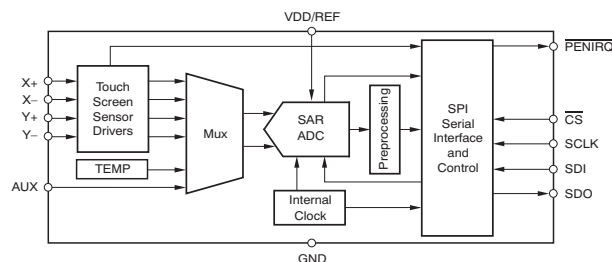 VDD/REF
PENIRQ
X+
X–
Y+
Y–
AUX
Touch
Screen
Sensor
Drivers
TEMP
Mux
SAR
ADC
Preprocessing
Internal
Clock
SPI
Serial
Interface
and
Control
CS
SCLK
SDI
SDO
GND